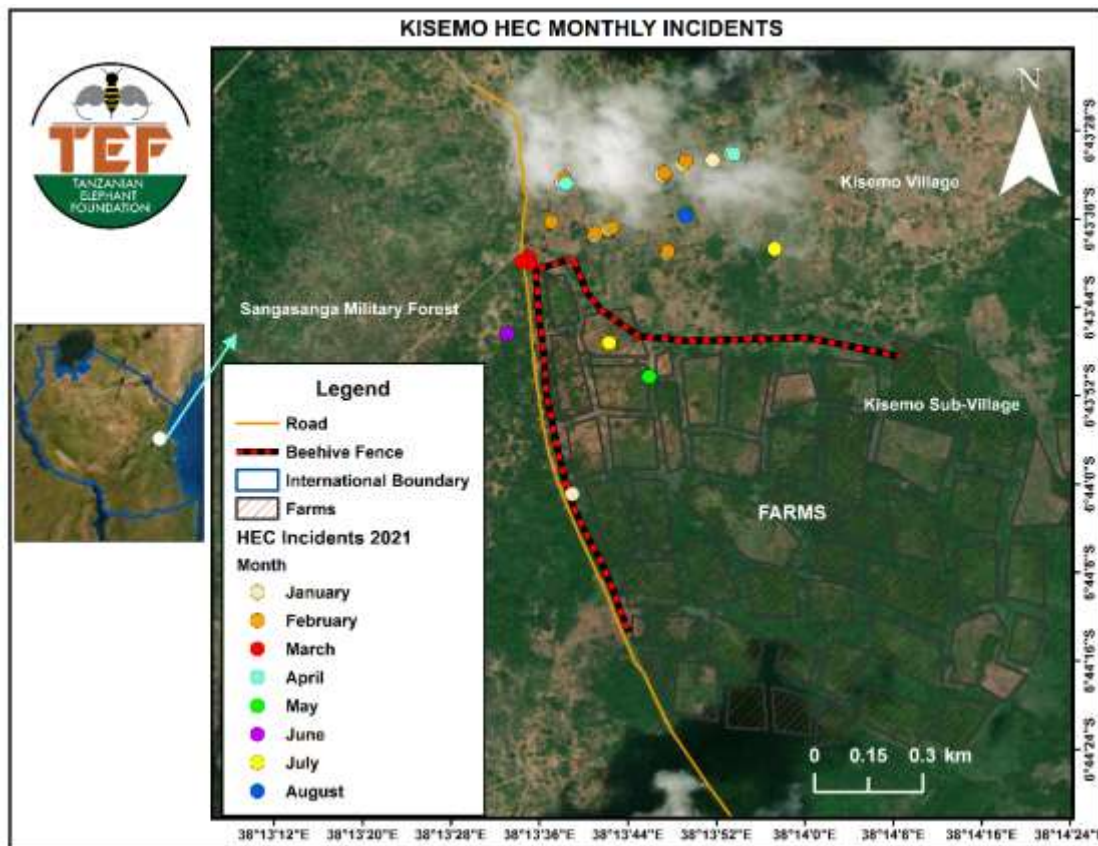 KISEMO HEC MONTHLY INCIDENTS
TEF
TANZANIAN
ELEPHANT
FOUNDATION
N
Kisemo Village
Sangasanga Military Forest
Kisemo Sub-Village
FARMS
Legend
Road
Beehive Fence
International Boundary
Farms
HEC Incidents 2021
Month
January
February
March
April
May
June
July
August
0 0.15 0.3 km
6°43'28"S
6°43'36"S
6°43'44"S
6°43'52"S
6°44'0"S
6°44'8"S
6°44'16"S
6°44'24"S
38°13'12"E 38°13'20"E 38°13'28"E 38°13'36"E 38°13'44"E 38°13'52"E 38°14'0"E 38°14'8"E 38°14'16"E 38°14'24"E